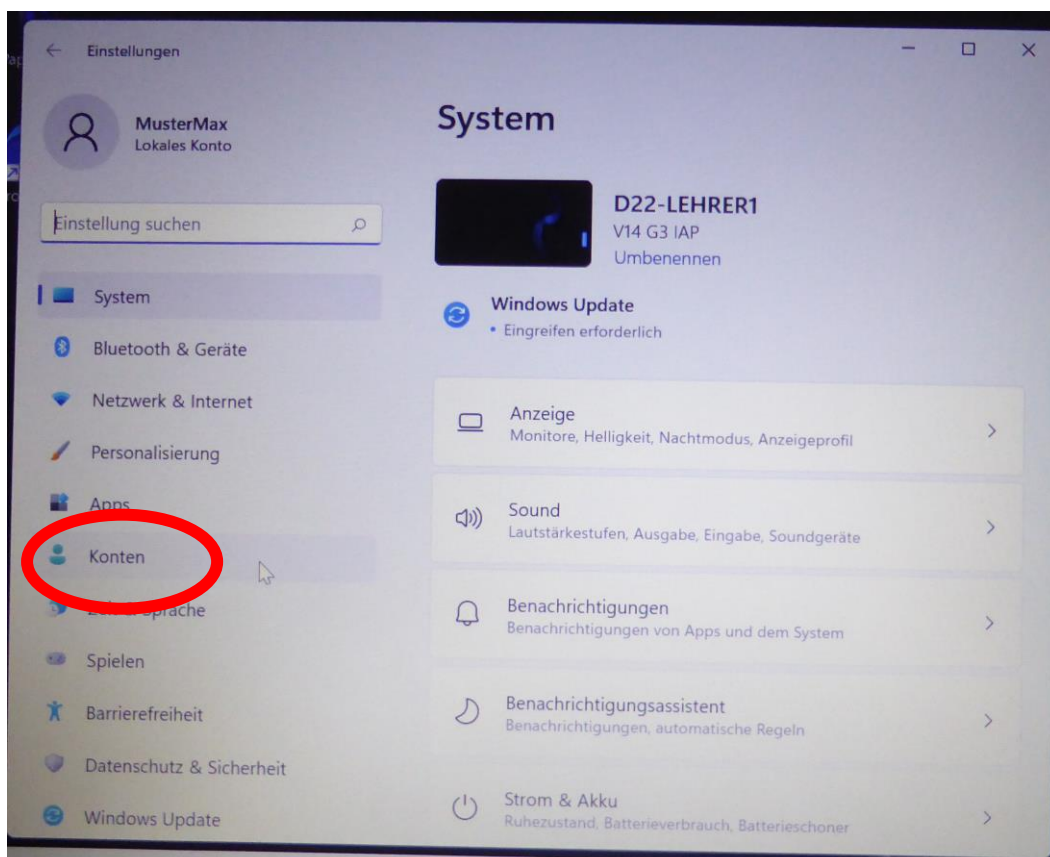 Einstellungen
MusterMax
Lokales Konto
Einstellung suchen
System
Bluetooth & Geräte
Netzwerk & Internet
Personalisierung
Apps
Konten
Sprache
Spielen
Barrierefreiheit
Datenschutz & Sicherheit
Windows Update
System
D22-LEHRER1
V14 G3 IAP
Umbenennen
Windows Update
• Eingreifen erforderlich
Anzeige
Monitore, Helligkeit, Nachtmodus, Anzeigeprofil
Sound
Lautstärkestufen, Ausgabe, Eingabe, Soundgeräte
Benachrichtigungen
Benachrichtigungen von Apps und dem System
Benachrichtigungsassistent
Benachrichtigungen, automatische Regeln
Strom & Akku
Ruhezustand, Batterieverbrauch, Batterieschoner